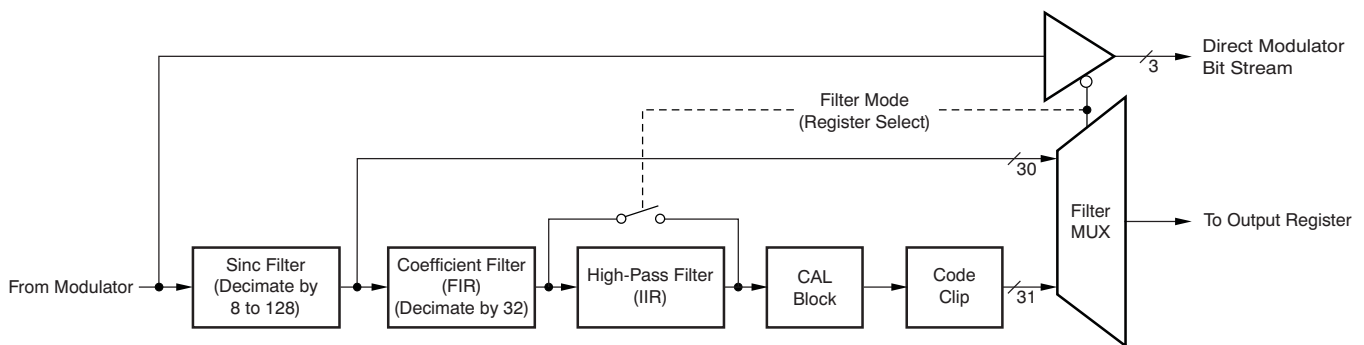 Direct Modulator
Bit Stream
3
Filter Mode
(Register Select)
30
Filter
MUX
To Output Register
From Modulator
Sinc Filter
(Decimate by
8 to 128)
Coefficient Filter
(FIR)
(Decimate by 32)
High-Pass Filter
(IIR)
CAL
Block
Code
Clip
31